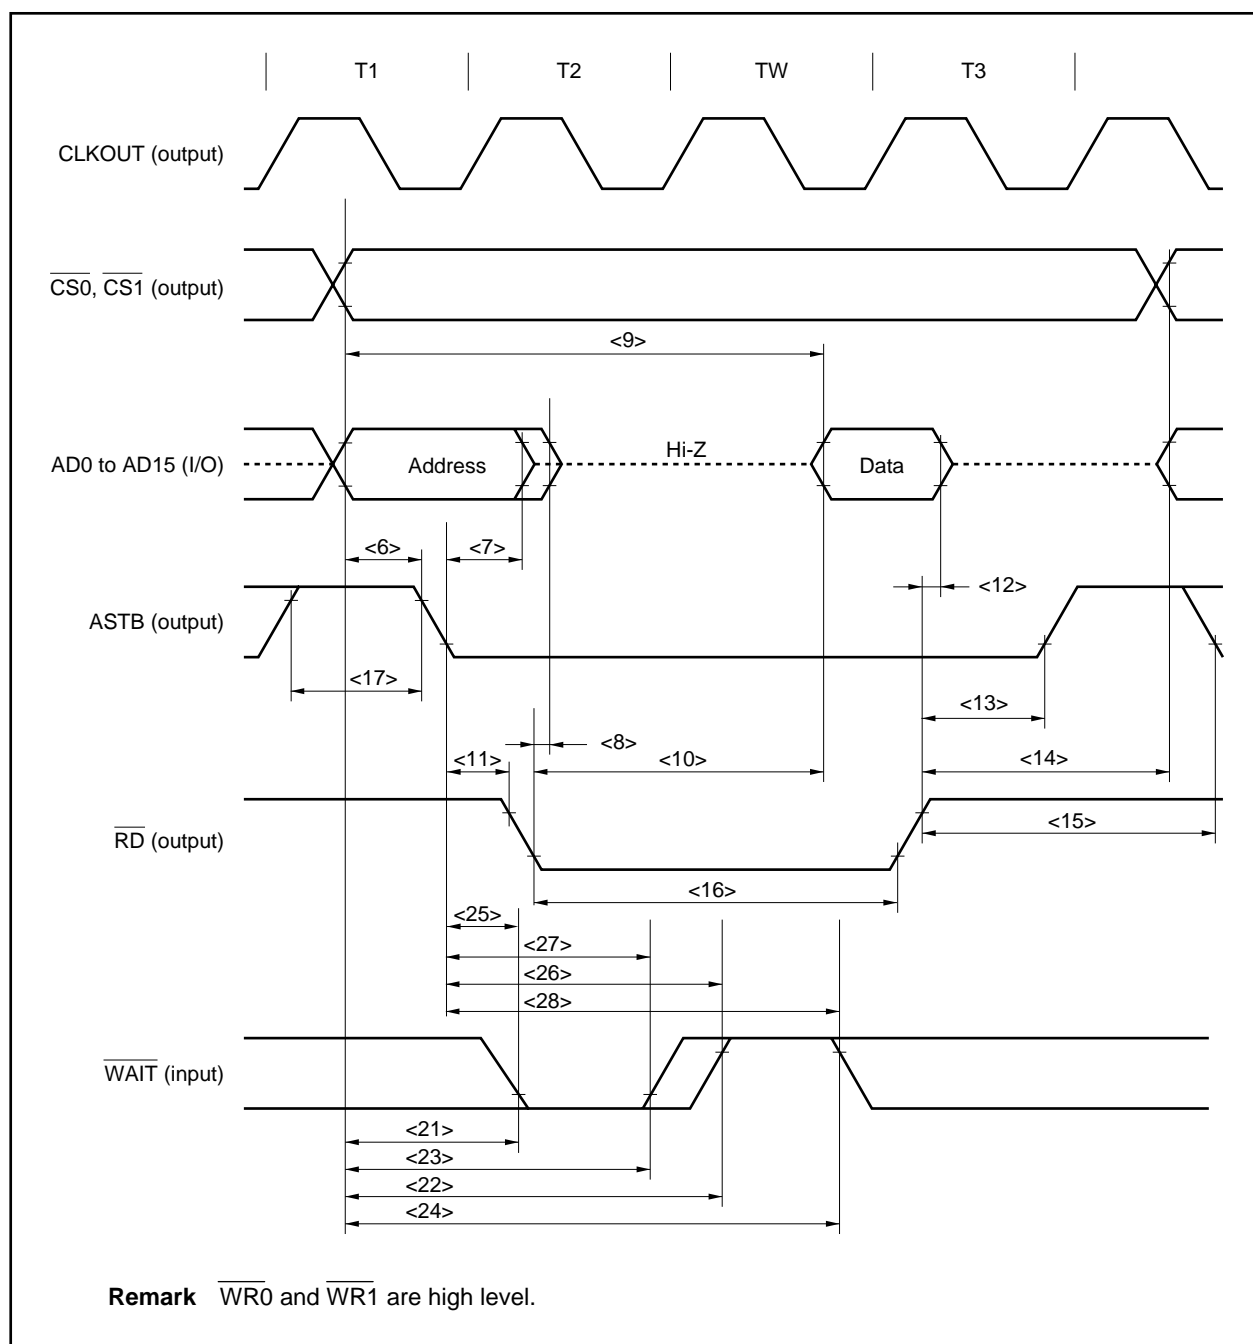 T1 T2 TW T3
CLKOUT (output)
CS0, CS1 (output)
<9>
Hi-Z
AD0 to AD15 (I/O) Address Data
<6> <7>
<12>
ASTB (output)
<17>
<13>
<8>
<11> <10> <14>
<15>
RD (output)
<16>
<25>
<27>
<26>
<28>
WAIT (input)
<21>
<23>
<22>
<24>
Remark WR0 and WR1 are high level.